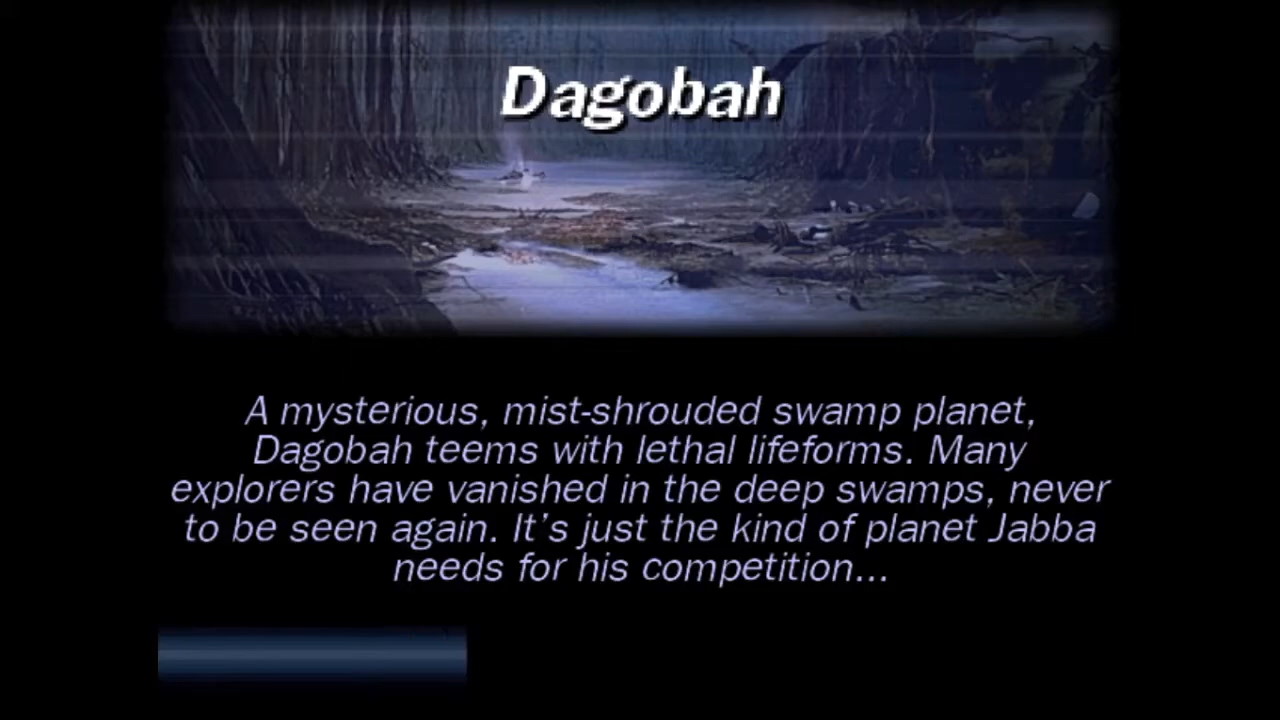 Dagobah
A mysterious, mist-shrouded swamp planet,
Dagobah teems with lethal lifeforms. Many
explorers have vanished in the deep swamps, never
to be seen again. It's just the kind of planet Jabba
needs for his competition...